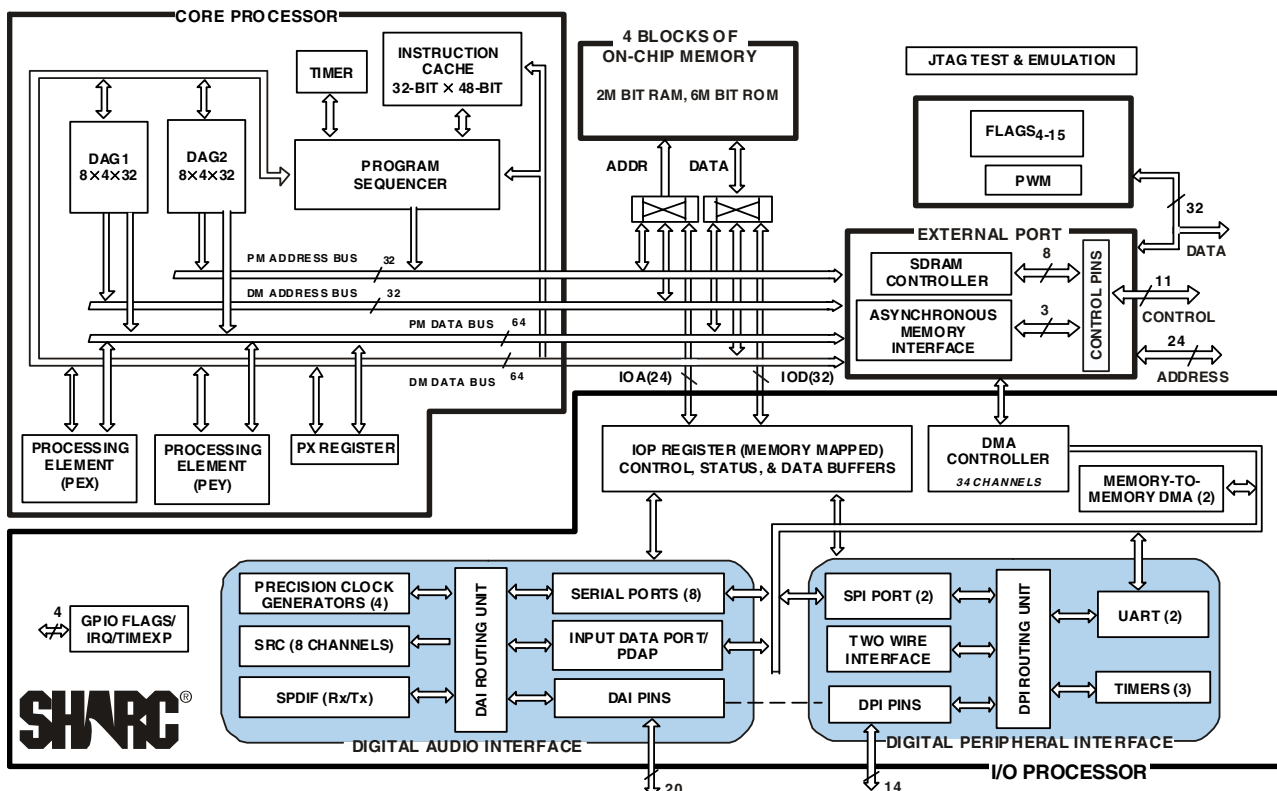 CORE PROCESSOR
TIMER
INSTRUCTION
CACHE
32-BIT × 48-BIT
DAG1
8×4×32
DAG2
8×4×32
PROGRAM
SEQUENCER
4 BLOCKS OF
ON-CHIP MEMORY
2M BIT RAM, 6M BIT ROM
ADDR
DATA
JTAG TEST & EMULATION
FLAGS4-15
PWM
32
DATA
EXTERNAL PORT
SDRAM
CONTROLLER
8
ASYNCHRONOUS
MEMORY
INTERFACE
3
CONTROL PINS
11
CONTROL
24
ADDRESS
PM ADDRESS BUS
32
DM ADDRESS BUS
32
PM DATA BUS
64
DM DATA BUS
64
IOA(24)
IOD(32)
PROCESSING
ELEMENT
(PEX)
PROCESSING
ELEMENT
(PEY)
PX REGISTER
IOP REGISTER (MEMORY MAPPED)
CONTROL, STATUS, & DATA BUFFERS
DMA
CONTROLLER
34 CHANNELS
MEMORY-TO-
MEMORY DMA (2)
4
GPIO FLAGS/
IRQ/TIMEXP
PRECISION CLOCK
GENERATORS (4)
SRC (8 CHANNELS)
SPDIF (Rx/Tx)
DAI ROUTING UNIT
SERIAL PORTS (8)
INPUT DATA PORT/
PDAP
DAI PINS
DIGITAL AUDIO INTERFACE
20
SPI PORT (2)
TWO WIRE
INTERFACE
DPI PINS
DPI ROUTING UNIT
UART (2)
TIMERS (3)
DIGITAL PERIPHERAL INTERFACE
14
I/O PROCESSOR
SHARC®